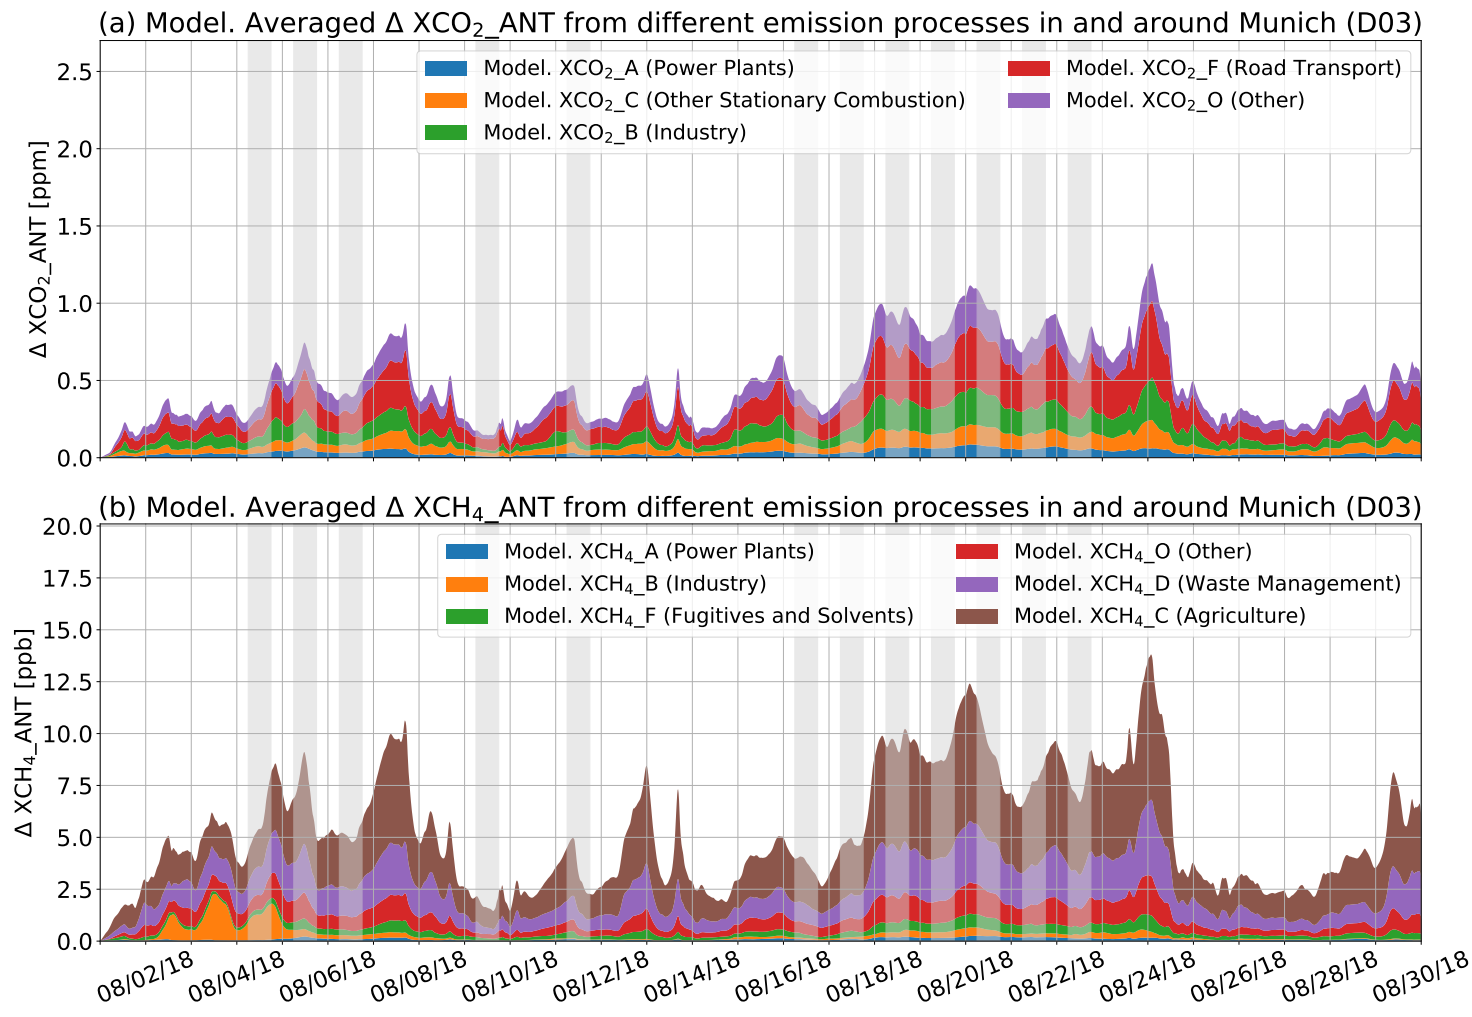 (a) Model. Averaged Δ XCO₂_ANT from different emission processes in and around Munich (D03)
Δ XCO₂_ANT [ppm]
2.5
2.0
1.5
1.0
0.5
0.0
Model. XCO₂_A (Power Plants)
Model. XCO₂_C (Other Stationary Combustion)
Model. XCO₂_B (Industry)
Model. XCO₂_F (Road Transport)
Model. XCO₂_O (Other)
(b) Model. Averaged Δ XCH₄_ANT from different emission processes in and around Munich (D03)
Δ XCH₄_ANT [ppb]
20.0
17.5
15.0
12.5
10.0
7.5
5.0
2.5
0.0
Model. XCH₄_A (Power Plants)
Model. XCH₄_B (Industry)
Model. XCH₄_F (Fugitives and Solvents)
Model. XCH₄_O (Other)
Model. XCH₄_D (Waste Management)
Model. XCH₄_C (Agriculture)
08/02/18 08/04/18 08/06/18 08/08/18 08/10/18 08/12/18 08/14/18 08/16/18 08/18/18 08/20/18 08/22/18 08/24/18 08/26/18 08/28/18 08/30/18